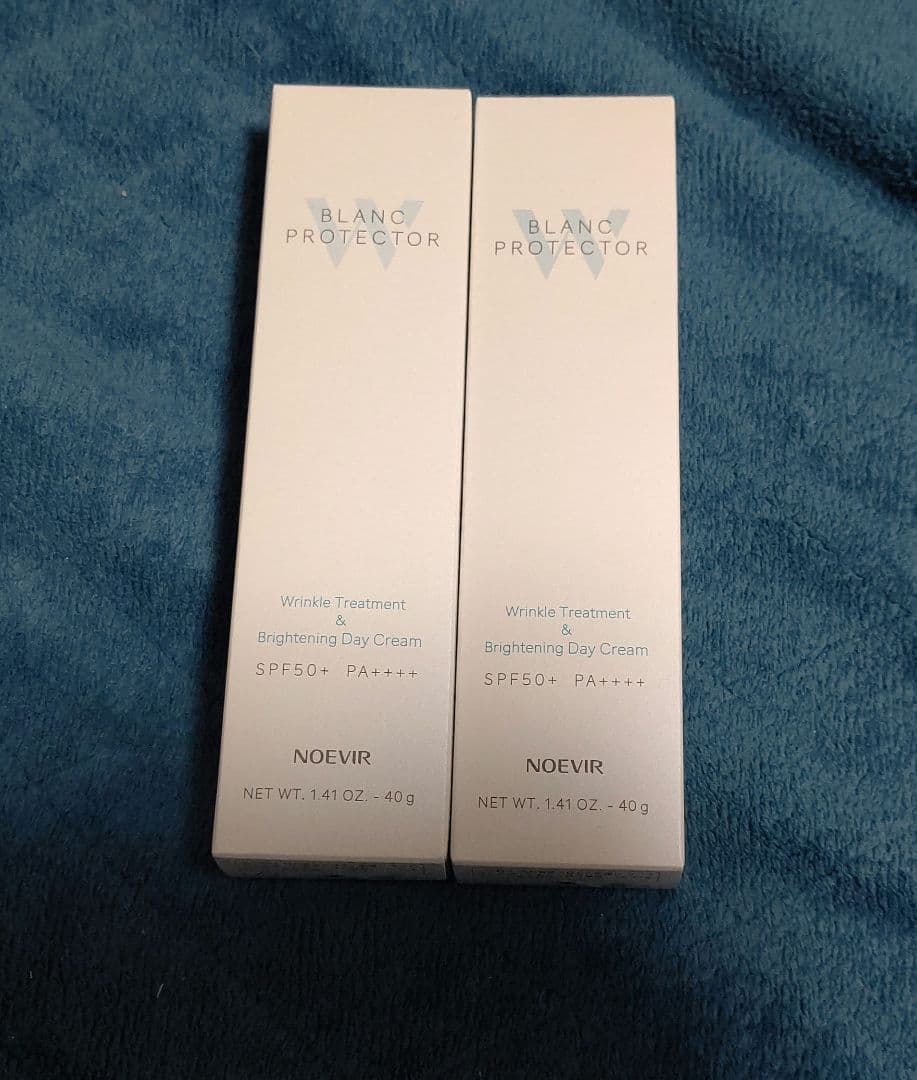 BLANC
PROTECTOR
W
Wrinkle Treatment
&
Brightening Day Cream
SPF50+ PA++++
NOEVIR
NET WT. 1.41 OZ. - 40 g
BLANC
PROTECTOR
W
Wrinkle Treatment
&
Brightening Day Cream
SPF50+ PA++++
NOEVIR
NET WT. 1.41 OZ. - 40 g